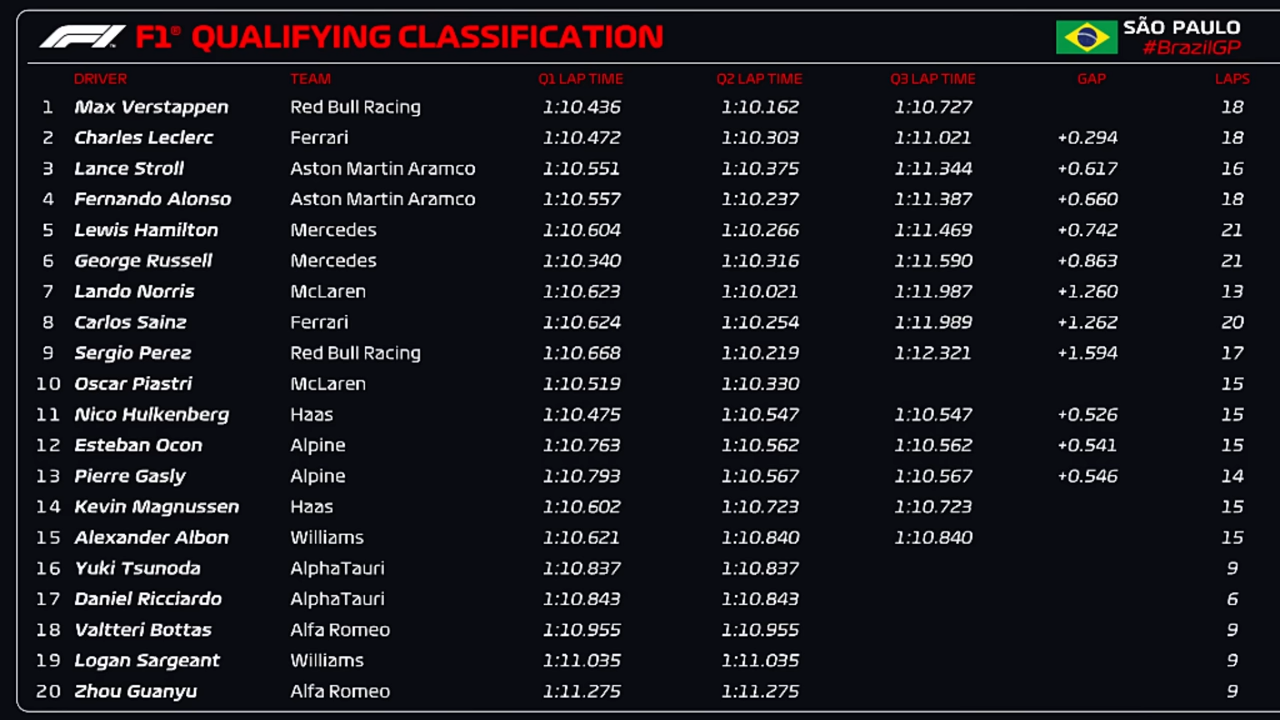 F1® QUALIFYING CLASSIFICATION SÃO PAULO
#BrazilGP
DRIVER TEAM Q1 LAP TIME Q2 LAP TIME Q3 LAP TIME GAP LAPS
1 Max Verstappen Red Bull Racing 1:10.436 1:10.162 1:10.727 18
2 Charles Leclerc Ferrari 1:10.472 1:10.303 1:11.021 +0.294 18
3 Lance Stroll Aston Martin Aramco 1:10.551 1:10.375 1:11.344 +0.617 16
4 Fernando Alonso Aston Martin Aramco 1:10.557 1:10.237 1:11.387 +0.660 18
5 Lewis Hamilton Mercedes 1:10.604 1:10.266 1:11.469 +0.742 21
6 George Russell Mercedes 1:10.340 1:10.316 1:11.590 +0.863 21
7 Lando Norris McLaren 1:10.623 1:10.021 1:11.987 +1.260 13
8 Carlos Sainz Ferrari 1:10.624 1:10.254 1:11.989 +1.262 20
9 Sergio Perez Red Bull Racing 1:10.668 1:10.219 1:12.321 +1.594 17
10 Oscar Piastri McLaren 1:10.519 1:10.330 15
11 Nico Hulkenberg Haas 1:10.475 1:10.547 1:10.547 +0.526 15
12 Esteban Ocon Alpine 1:10.763 1:10.562 1:10.562 +0.541 15
13 Pierre Gasly Alpine 1:10.793 1:10.567 1:10.567 +0.546 14
14 Kevin Magnussen Haas 1:10.602 1:10.723 1:10.723 15
15 Alexander Albon Williams 1:10.621 1:10.840 1:10.840 15
16 Yuki Tsunoda AlphaTauri 1:10.837 1:10.837 9
17 Daniel Ricciardo AlphaTauri 1:10.843 1:10.843 6
18 Valtteri Bottas Alfa Romeo 1:10.955 1:10.955 9
19 Logan Sargeant Williams 1:11.035 1:11.035 9
20 Zhou Guanyu Alfa Romeo 1:11.275 1:11.275 9